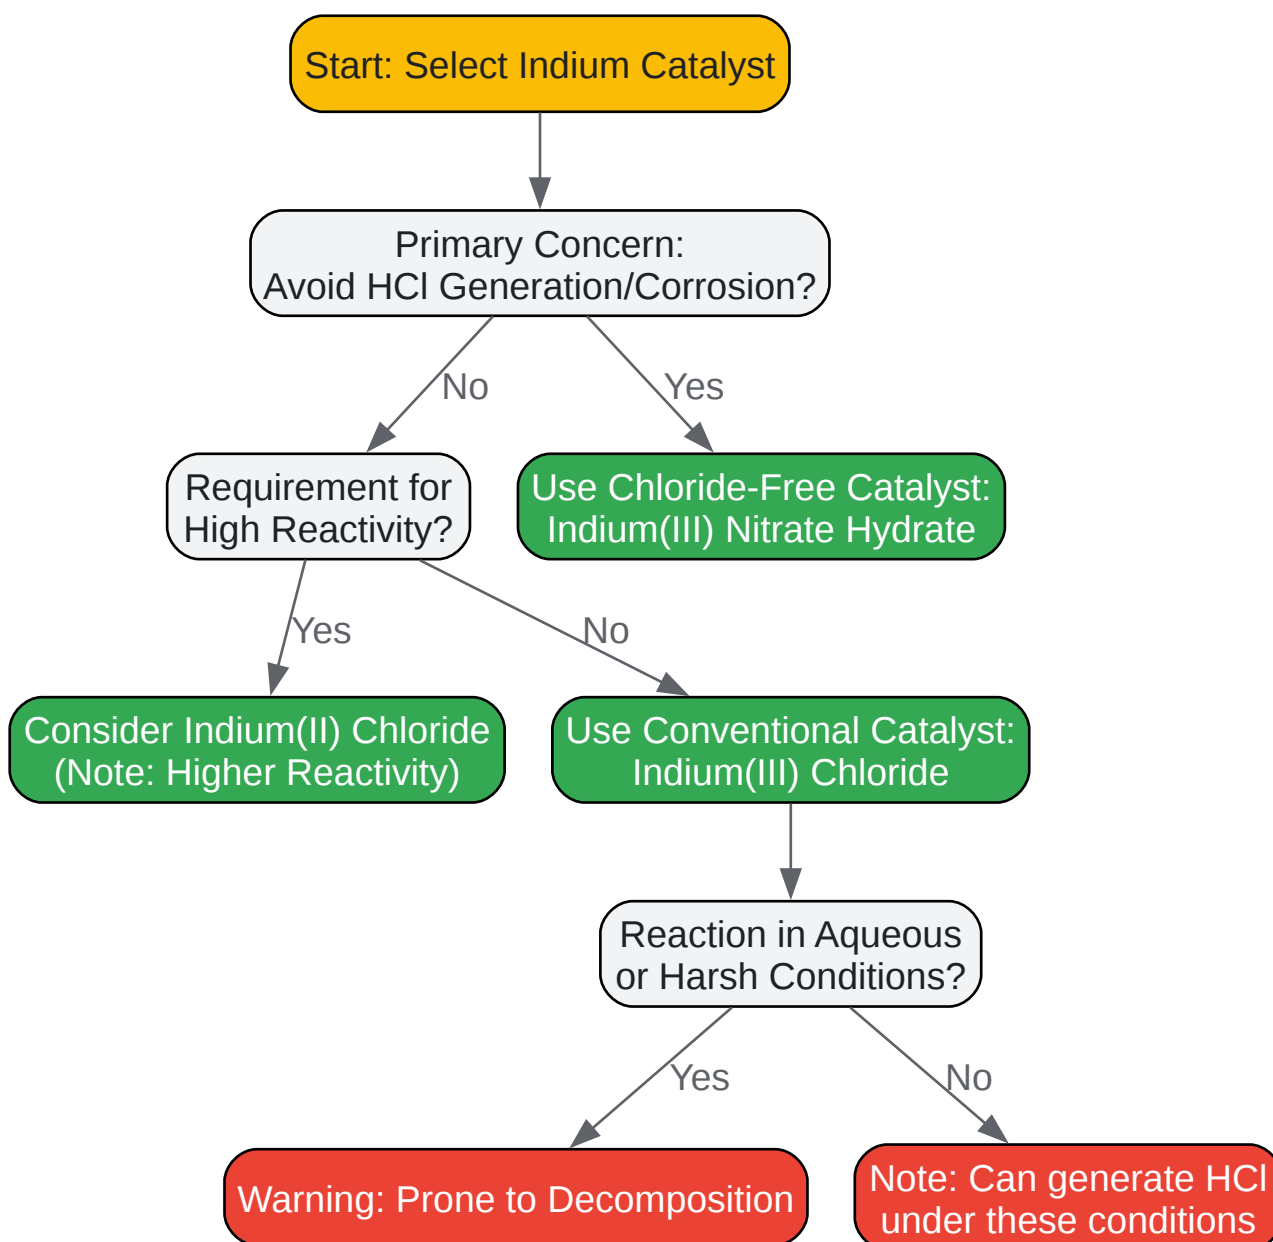 Start: Select Indium Catalyst
Primary Concern:
Avoid HCl Generation/Corrosion?
No
Yes
Requirement for
High Reactivity?
Use Chloride-Free Catalyst:
Indium(III) Nitrate Hydrate
Yes
No
Consider Indium(II) Chloride
(Note: Higher Reactivity)
Use Conventional Catalyst:
Indium(III) Chloride
Reaction in Aqueous
or Harsh Conditions?
Yes
No
Warning: Prone to Decomposition
Note: Can generate HCl
under these conditions